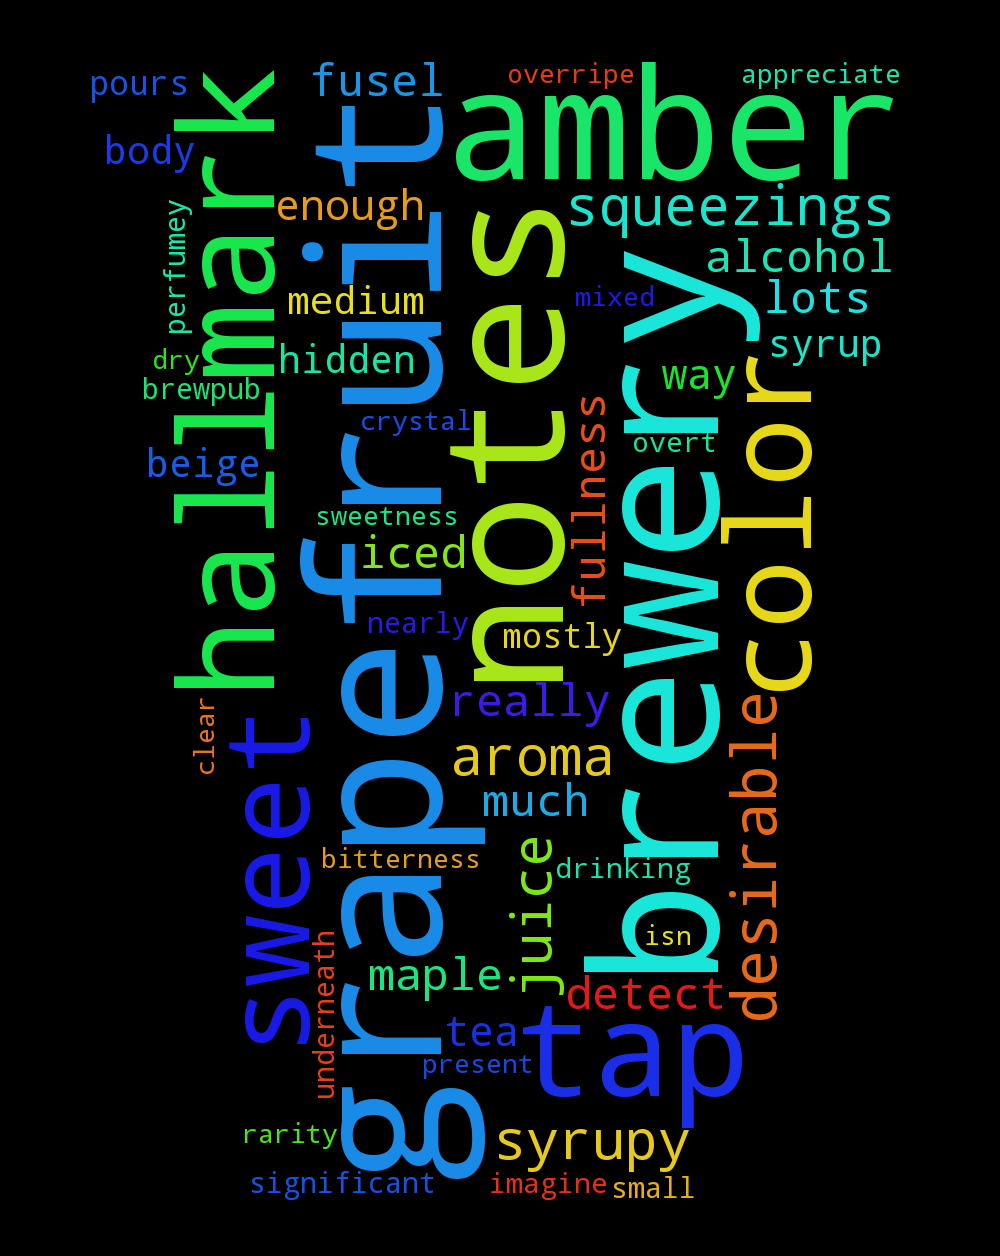 pours
fusel
overripe
appreciate
hallmark
grapefruit
amber
body
perfumey
enough
notes
squeezings
alcohol
brewery
medium
mixed
lots
syrup
dry
hidden
way
color
brewpub
crystal
fullness
overt
beige
sweetness
iced
nearly
mostly
clear
really
desirable
sweet
aroma
much
juice
bitterness
drinking
isn
underneath
maple
detect
tea
tap
present
rarity
syrupy
significant
imagine
small